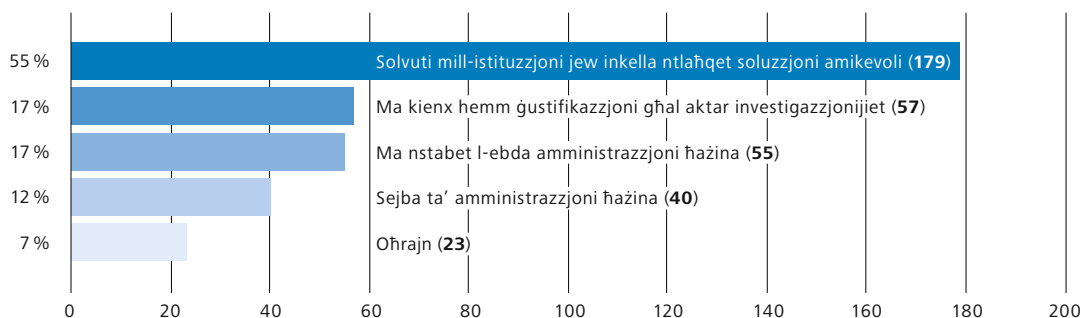 55 % Solvuti mill-istituzzjoni jew inkella ntlaħqet soluzzjoni amikevoli (179)
17 % Ma kienx hemm ġustifikazzjoni għal aktar investigazzjonijiet (57)
17 % Ma nstabet l-ebda amministrazzjoni ħażina (55)
12 % Sejba ta’ amministrazzjoni ħażina (40)
7 % Oħrajn (23)
0 20 40 60 80 100 120 140 160 180 200